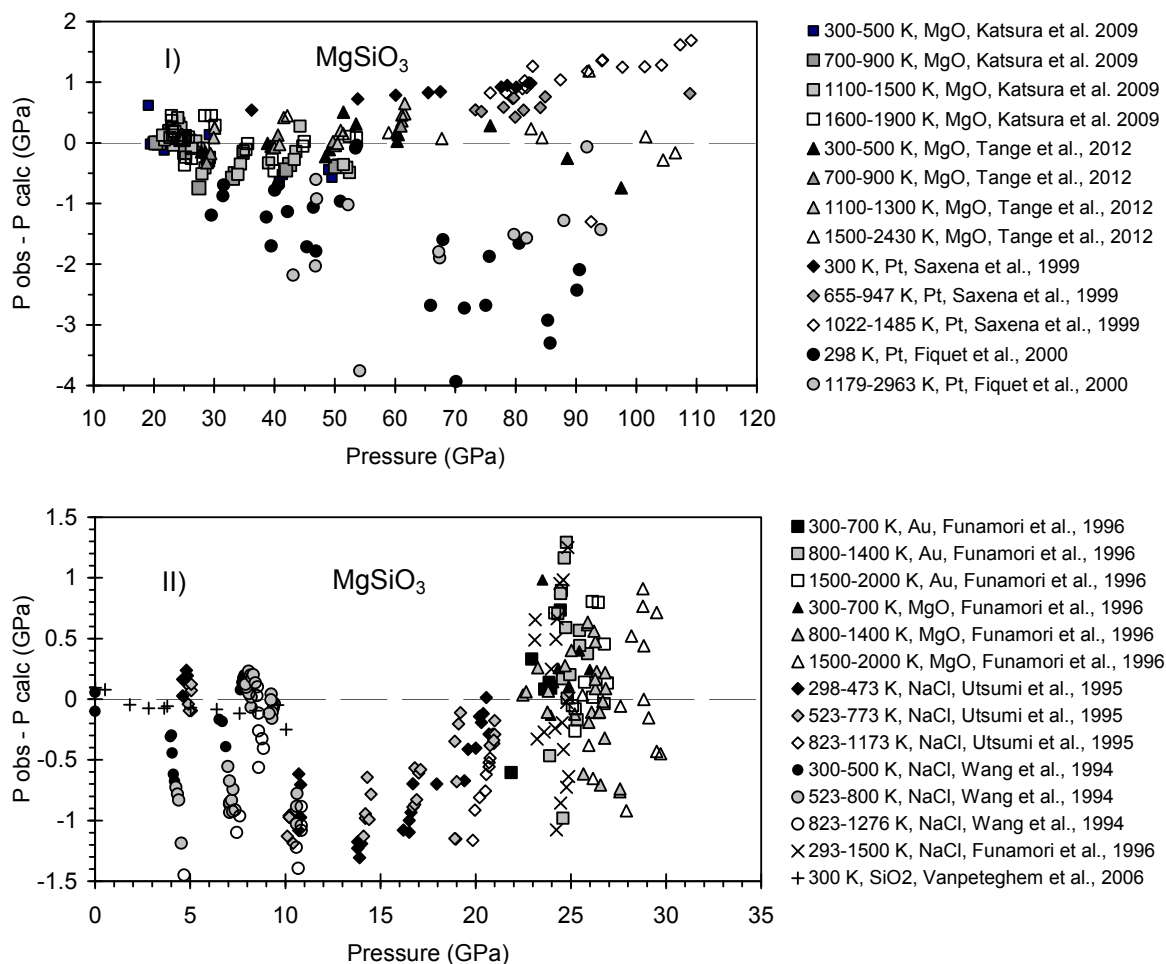 I)
MgSiO3
2
1
0
-1
-2
-3
-4
P obs - P calc (GPa)
10 20 30 40 50 60 70 80 90 100 110 120
Pressure (GPa)
300-500 K, MgO, Katsura et al. 2009
700-900 K, MgO, Katsura et al. 2009
1100-1500 K, MgO, Katsura et al. 2009
1600-1900 K, MgO, Katsura et al. 2009
300-500 K, MgO, Tange et al., 2012
700-900 K, MgO, Tange et al., 2012
1100-1300 K, MgO, Tange et al., 2012
1500-2430 K, MgO, Tange et al., 2012
300 K, Pt, Saxena et al., 1999
655-947 K, Pt, Saxena et al., 1999
1022-1485 K, Pt, Saxena et al., 1999
298 K, Pt, Fiquet et al., 2000
1179-2963 K, Pt, Fiquet et al., 2000
II)
MgSiO3
1.5
1
0.5
0
-0.5
-1
-1.5
P obs - P calc (GPa)
0 5 10 15 20 25 30 35
Pressure (GPa)
300-700 K, Au, Funamori et al., 1996
800-1400 K, Au, Funamori et al., 1996
1500-2000 K, Au, Funamori et al., 1996
300-700 K, MgO, Funamori et al., 1996
800-1400 K, MgO, Funamori et al., 1996
1500-2000 K, MgO, Funamori et al., 1996
298-473 K, NaCl, Utsumi et al., 1995
523-773 K, NaCl, Utsumi et al., 1995
823-1173 K, NaCl, Utsumi et al., 1995
300-500 K, NaCl, Wang et al., 1994
523-800 K, NaCl, Wang et al., 1994
823-1276 K, NaCl, Wang et al., 1994
293-1500 K, NaCl, Funamori et al., 1996
300 K, SiO2, Vanpeteghem et al., 2006